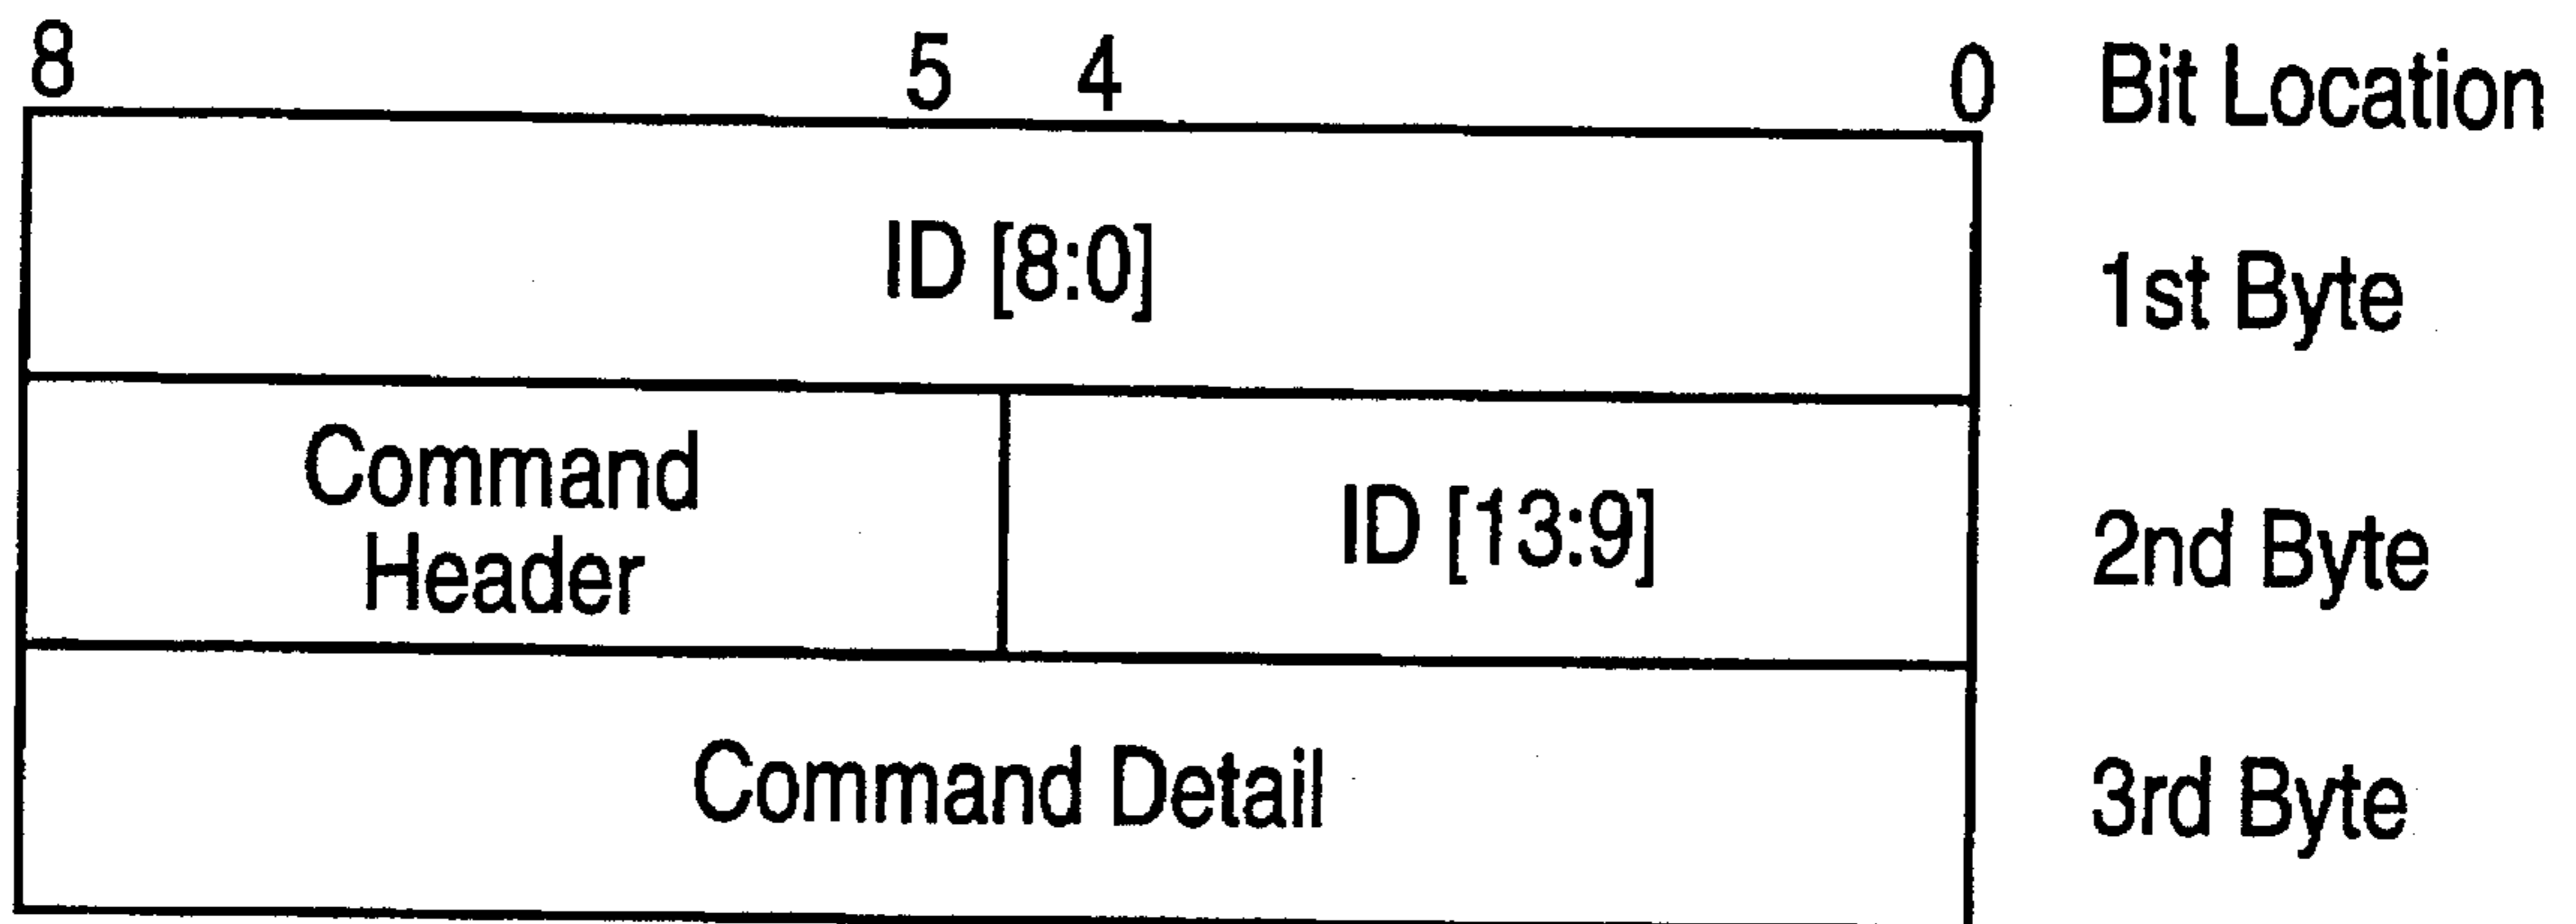 8 5 4 0 Bit Location
ID [8:0] 1st Byte
Command
Header
ID [13:9] 2nd Byte
Command Detail 3rd Byte